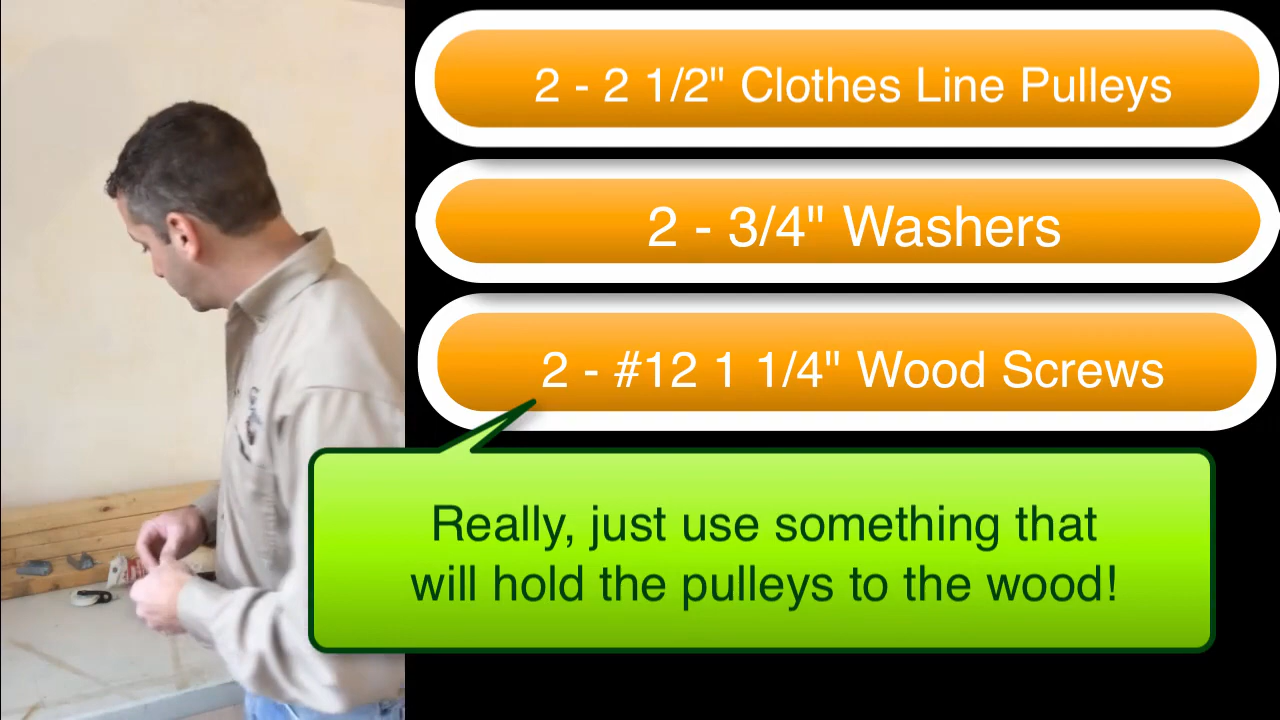 2 - 2 1/2" Clothes Line Pulleys
2 - 3/4" Washers
2 - #12 1 1/4" Wood Screws
Really, just use something that
will hold the pulleys to the wood!